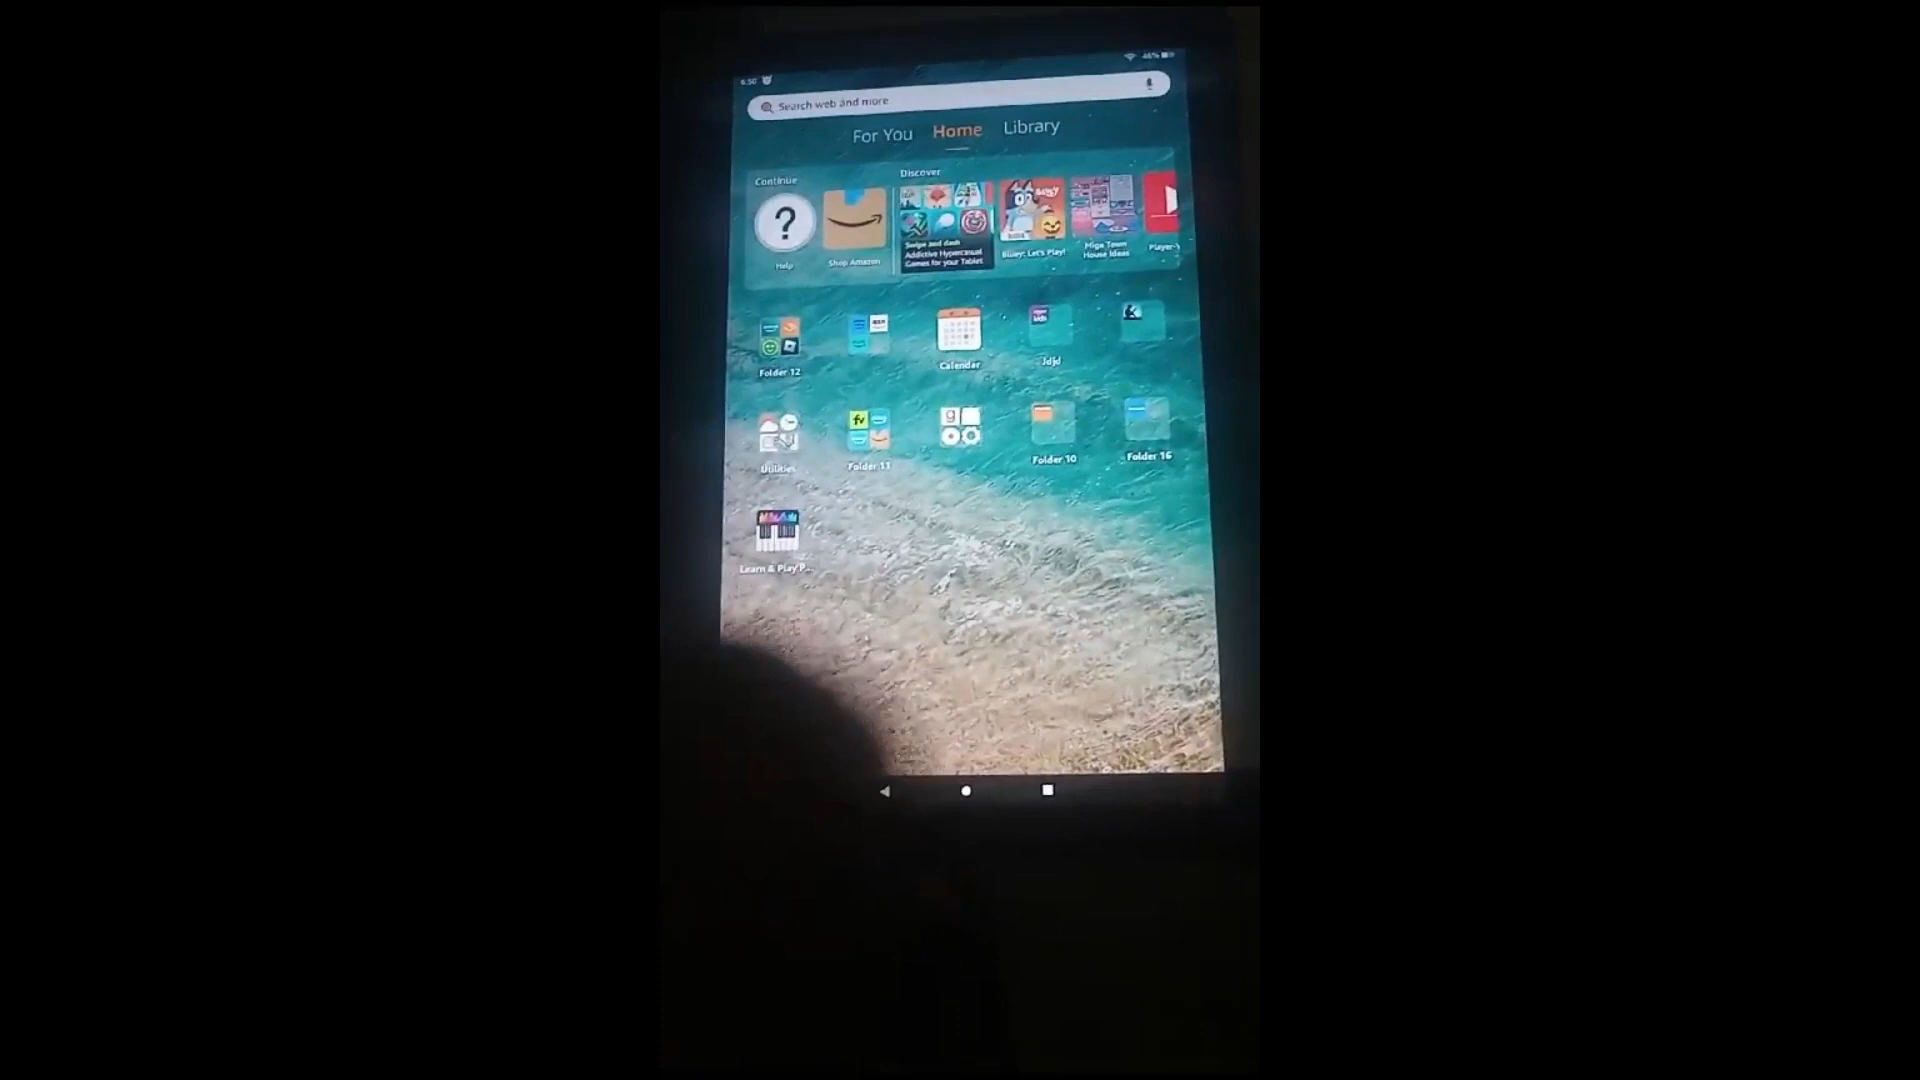 6:50
46%
Search web and more
For You Home Library
Continue
Discover
?
Help
Shop Amazon
Swipe and dash
Addictive Hypercasual
Games for your Tablet
Bluey: Let's Play!
Miga Town
House Ideas
Folder 12
Calendar
Jdjd
fv
g
Utilities
Folder 11
Folder 10
Folder 16
Learn & Play P...